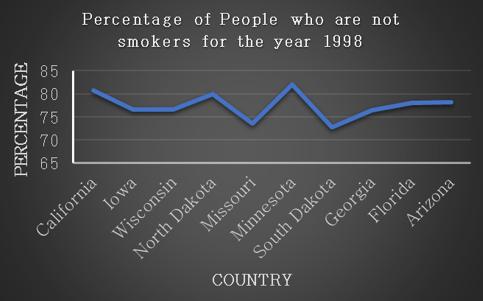 Percentage of People who are not
smokers for the year 1998
PERCENTAGE
85
80
75
70
65
California
Iowa
Wisconsin
North Dakota
Missouri
Minnesota
South Dakota
Georgia
Florida
Arizona
COUNTRY